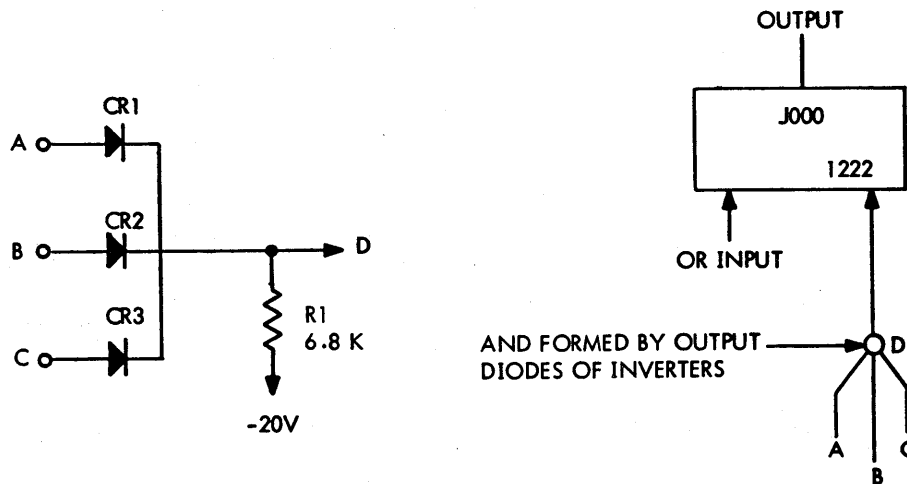 CR1
A
CR2
B
D
CR3
C
R1
6.8 K
-20V
OUTPUT
J000
1222
OR INPUT
AND FORMED BY OUTPUT
DIODES OF INVERTERS
D
A
B